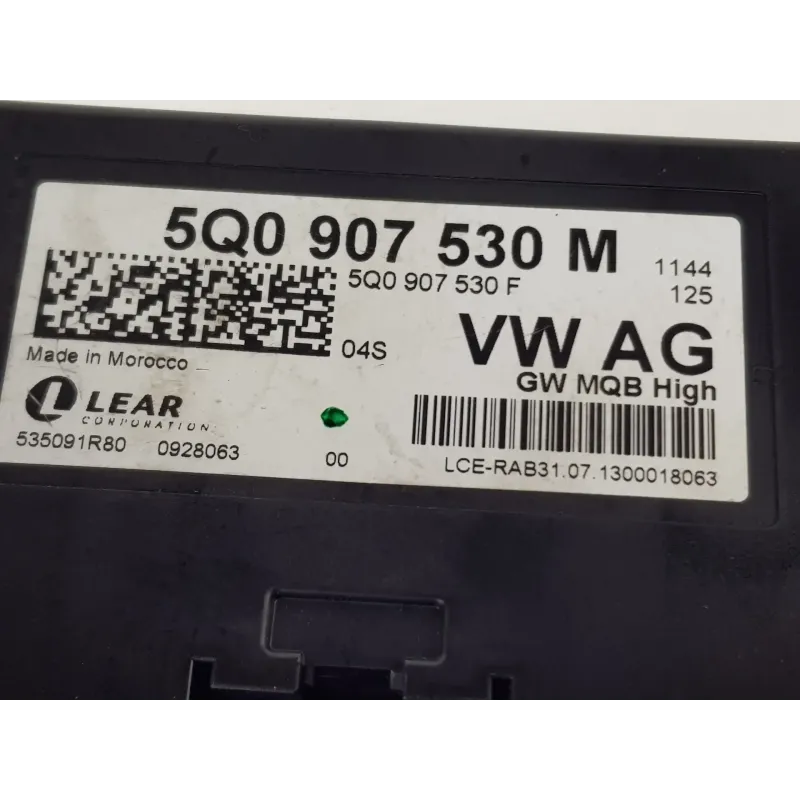 5Q0 907 530 M 1144
5Q0 907 530 F 125
04S VW AG
Made in Morocco GW MQB High
L LEAR
CORPORATION
535091R80 0928063 00 LCE-RAB31.07.1300018063